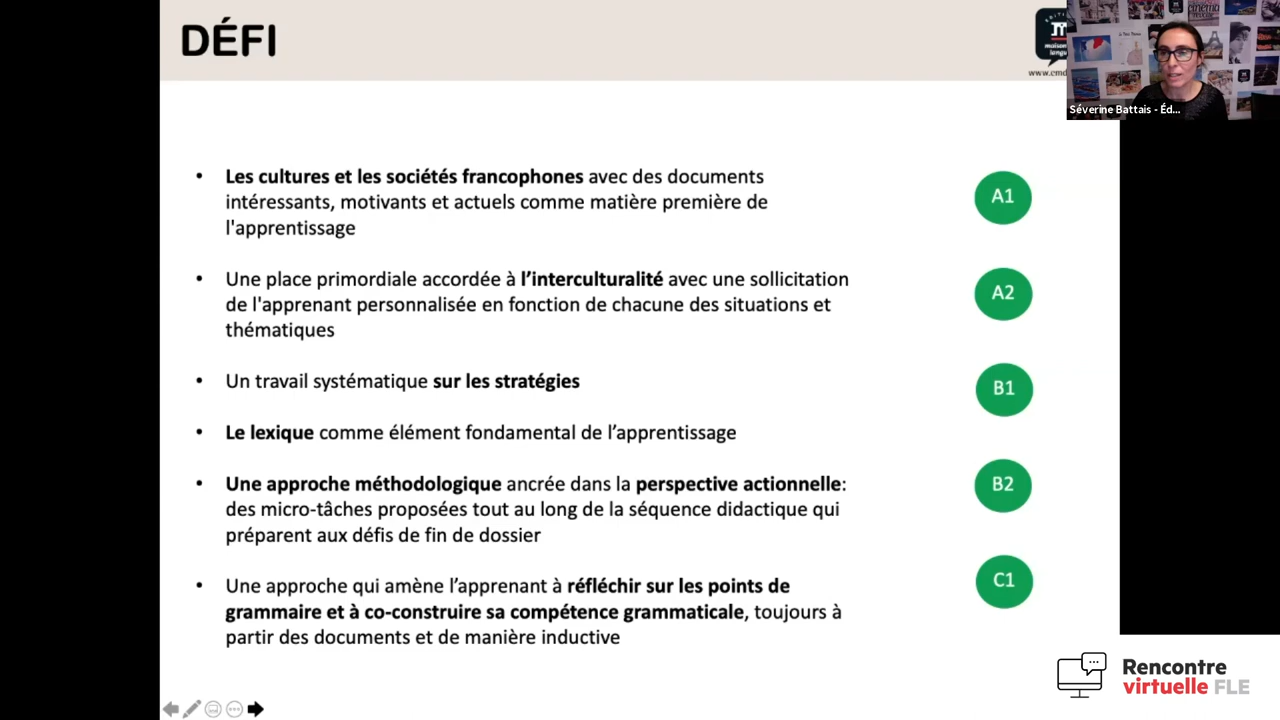 DÉFI
ÉDITI
maison
langu
www.emd
CINÉMA
Séverine Battais - Éd...
Les cultures et les sociétés francophones avec des documents
intéressants, motivants et actuels comme matière première de
l'apprentissage
Une place primordiale accordée à l'interculturalité avec une sollicitation
de l'apprenant personnalisée en fonction de chacune des situations et
thématiques
Un travail systématique sur les stratégies
Le lexique comme élément fondamental de l'apprentissage
Une approche méthodologique ancrée dans la perspective actionnelle:
des micro-tâches proposées tout au long de la séquence didactique qui
préparent aux défis de fin de dossier
Une approche qui amène l'apprenant à réfléchir sur les points de
grammaire et à co-construire sa compétence grammaticale, toujours à
partir des documents et de manière inductive
A1
A2
B1
B2
C1
Rencontre
virtuelle FLE